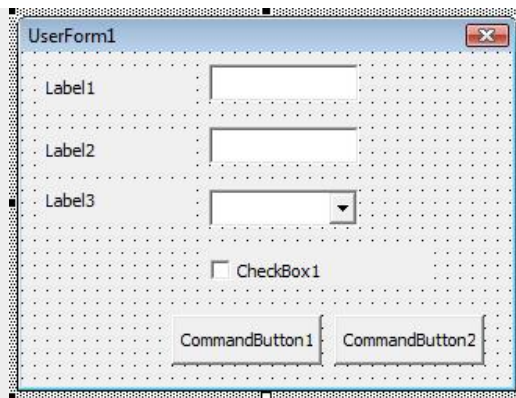 UserForm1
Label1
Label2
Label3
CheckBox1
CommandButton1 CommandButton2